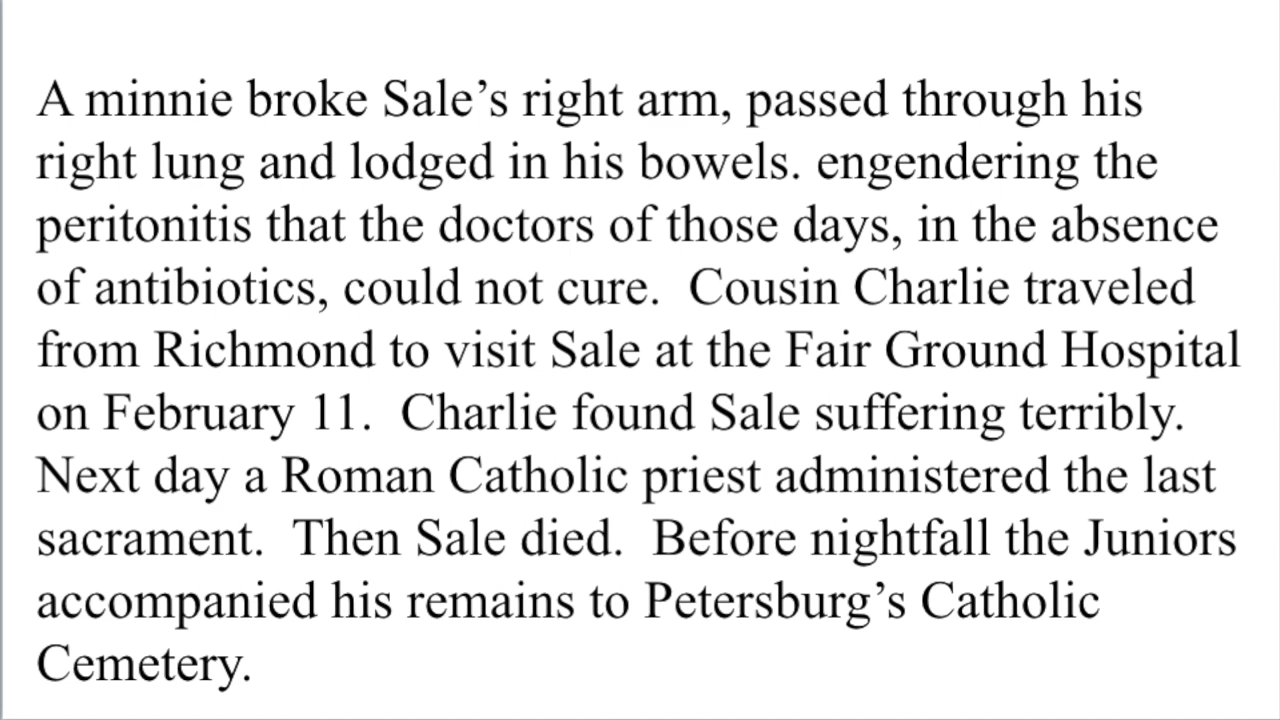 A minnie broke Sale’s right arm, passed through his
right lung and lodged in his bowels. engendering the
peritonitis that the doctors of those days, in the absence
of antibiotics, could not cure.  Cousin Charlie traveled
from Richmond to visit Sale at the Fair Ground Hospital
on February 11.  Charlie found Sale suffering terribly.
Next day a Roman Catholic priest administered the last
sacrament.  Then Sale died.  Before nightfall the Juniors
accompanied his remains to Petersburg’s Catholic
Cemetery.